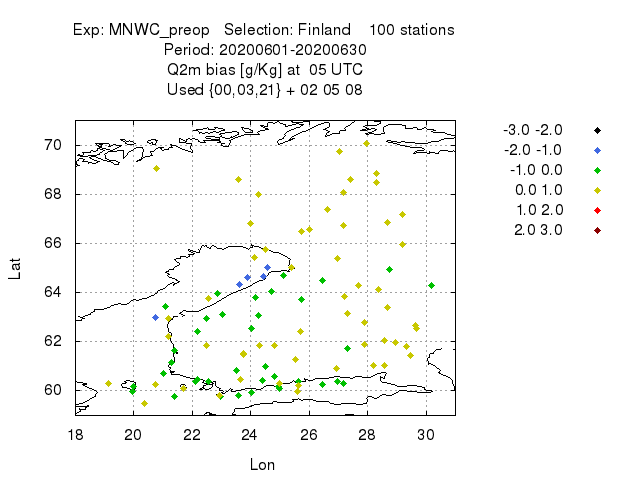 Exp: MNWC_preop Selection: Finland 100 stations
Period: 20200601-20200630
Q2m bias [g/Kg] at 05 UTC
Used {00,03,21} + 02 05 08
-3.0 -2.0
-2.0 -1.0
-1.0 0.0
0.0 1.0
1.0 2.0
2.0 3.0
70
68
66
64
62
60
Lat
18 20 22 24 26 28 30
Lon